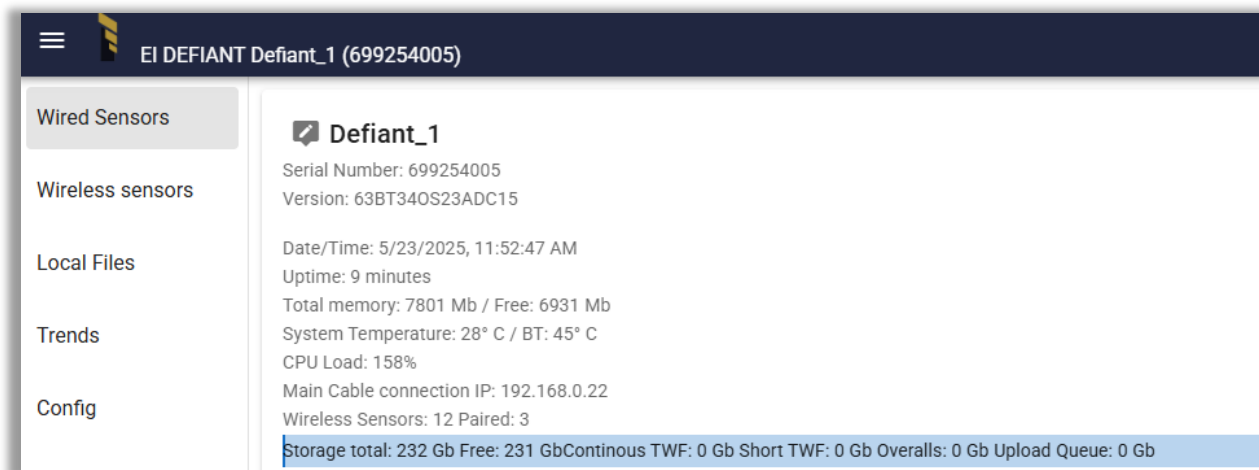 EI DEFIANT Defiant_1 (699254005)
Wired Sensors
Wireless sensors
Local Files
Trends
Config
Defiant_1
Serial Number: 699254005
Version: 63BT34OS23ADC15
Date/Time: 5/23/2025, 11:52:47 AM
Uptime: 9 minutes
Total memory: 7801 Mb / Free: 6931 Mb
System Temperature: 28° C / BT: 45° C
CPU Load: 158%
Main Cable connection IP: 192.168.0.22
Wireless Sensors: 12 Paired: 3
Storage total: 232 Gb Free: 231 GbContinous TWF: 0 Gb Short TWF: 0 Gb Overalls: 0 Gb Upload Queue: 0 Gb